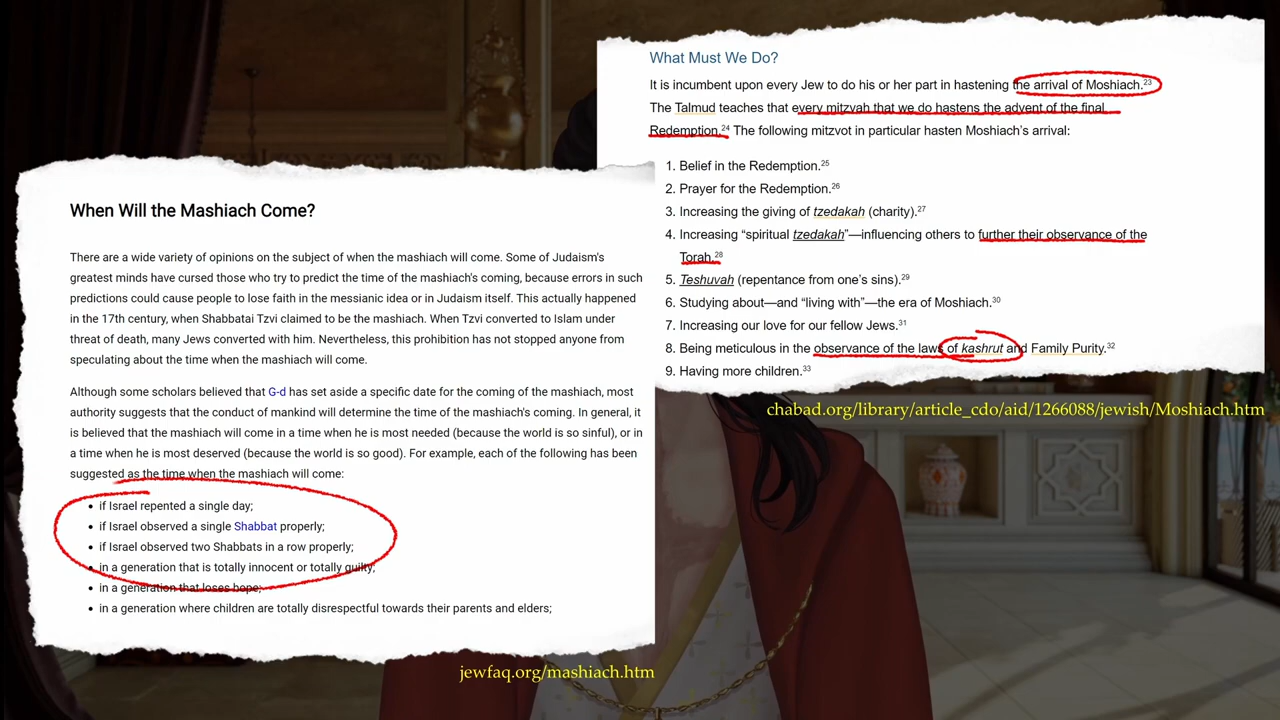 When Will the Mashiach Come?
There are a wide variety of opinions on the subject of when the mashiach will come. Some of Judaism's
greatest minds have cursed those who try to predict the time of the mashiach's coming, because errors in such
predictions could cause people to lose faith in the messianic idea or in Judaism itself. This actually happened
in the 17th century, when Shabbatai Tzvi claimed to be the mashiach. When Tzvi converted to Islam under
threat of death, many Jews converted with him. Nevertheless, this prohibition has not stopped anyone from
speculating about the time when the mashiach will come.
Although some scholars believed that G-d has set aside a specific date for the coming of the mashiach, most
authority suggests that the conduct of mankind will determine the time of the mashiach's coming. In general, it
is believed that the mashiach will come in a time when he is most needed (because the world is so sinful), or in
a time when he is most deserved (because the world is so good). For example, each of the following has been
suggested as the time when the mashiach will come:
• if Israel repented a single day;
• if Israel observed a single Shabbat properly;
• if Israel observed two Shabbats in a row properly;
• in a generation that is totally innocent or totally guilty;
• in a generation that loses hope;
• in a generation where children are totally disrespectful towards their parents and elders;
jewfaq.org/mashiach.htm
What Must We Do?
It is incumbent upon every Jew to do his or her part in hastening the arrival of Moshiach.23
The Talmud teaches that every mitzvah that we do hastens the advent of the final
Redemption.24 The following mitzvot in particular hasten Moshiach's arrival:
1. Belief in the Redemption.25
2. Prayer for the Redemption.26
3. Increasing the giving of tzedakah (charity).27
4. Increasing “spiritual tzedakah”—influencing others to further their observance of the
Torah.28
5. Teshuvah (repentance from one's sins).29
6. Studying about—and “living with”—the era of Moshiach.30
7. Increasing our love for our fellow Jews.31
8. Being meticulous in the observance of the laws of kashrut and Family Purity.32
9. Having more children.33
chabad.org/library/article_cdo/aid/1266088/jewish/Moshiach.htm